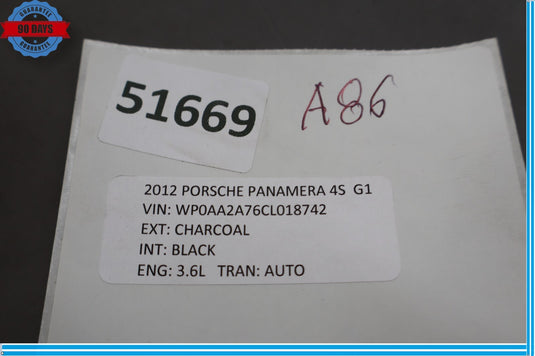 GUARANTEE
90 DAYS
GUARANTEE
51669
A86
2012 PORSCHE PANAMERA 4S G1
VIN: WP0AA2A76CL018742
EXT: CHARCOAL
INT: BLACK
ENG: 3.6L TRAN: AUTO